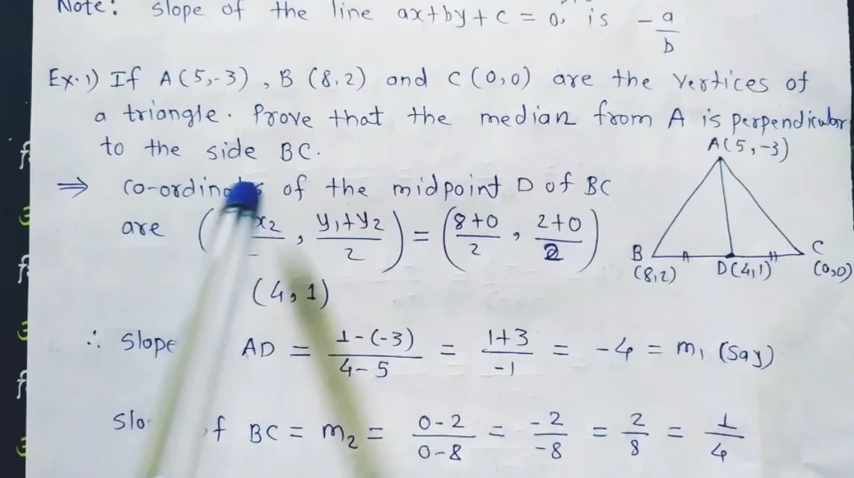 Note: slope of the line ax+by+c=0, is -a/b
Ex.1) If A(5,-3), B(8,2) and C(0,0) are the vertices of
a triangle. Prove that the median from A is perpendicular
to the side BC.
A(5,-3)
⇒ co-ordinates of the midpoint D of BC
are ( x2/, y1+y2/2) = (8+0/2, 2+0/2)
B
(8,2)
D(4,1)
C
(0,0)
(4,1)
∴ slope AD = 1-(-3)/4-5 = 1+3/-1 = -4 = m1 (say)
of BC = m2 = 0-2/0-8 = -2/-8 = 2/8 = 1/4